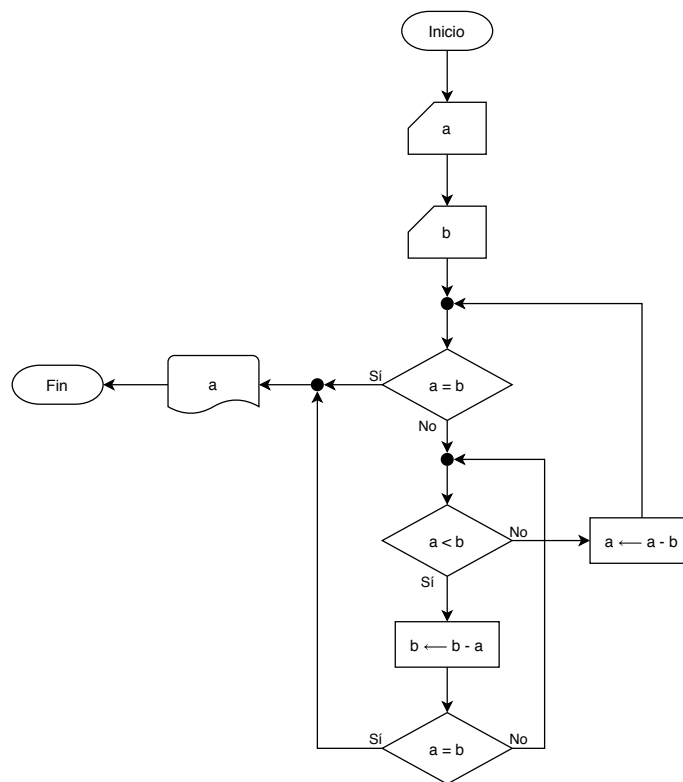 Inicio
a
b
a = b
Sí
No
a
Fin
a < b
No
Sí
a ⟵ a - b
b ⟵ b - a
a = b
Sí
No